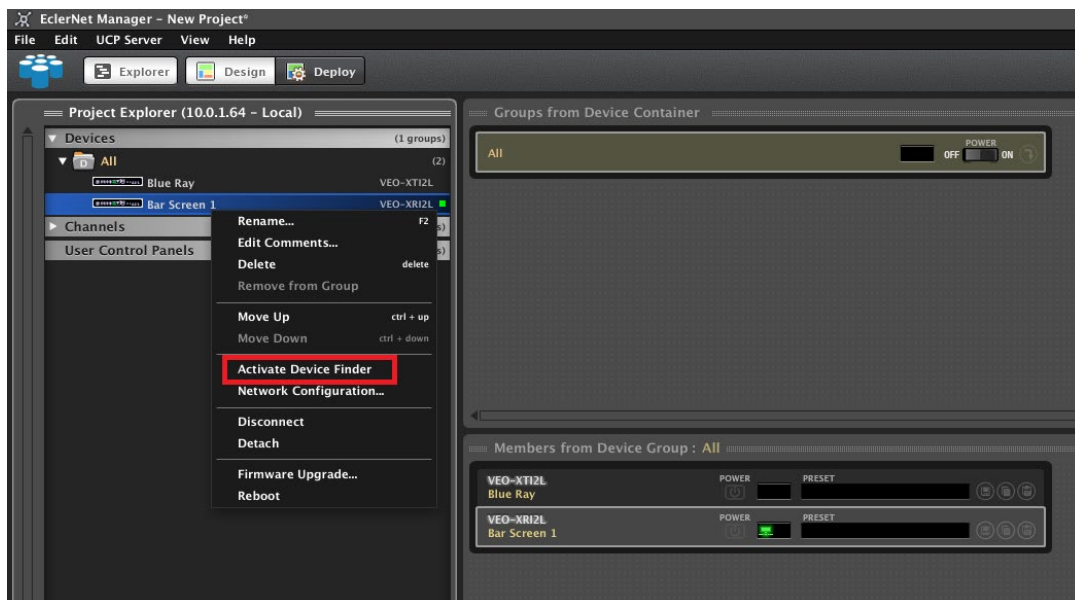 EclerNet Manager – New Project*
File Edit UCP Server View Help
Explorer Design Deploy
Project Explorer (10.0.1.64 – Local)
Devices (1 groups)
D All (2)
Blue Ray VEO-XTI2L
Bar Screen 1 VEO-XRI2L
Channels s)
User Control Panels s)
Rename... F2
Edit Comments...
Delete delete
Remove from Group
Move Up ctrl + up
Move Down ctrl + down
Activate Device Finder
Network Configuration...
Disconnect
Detach
Firmware Upgrade...
Reboot
Groups from Device Container
All
POWER
OFF ON
Members from Device Group : All
VEO-XTI2L POWER PRESET
Blue Ray
VEO-XRI2L POWER PRESET
Bar Screen 1